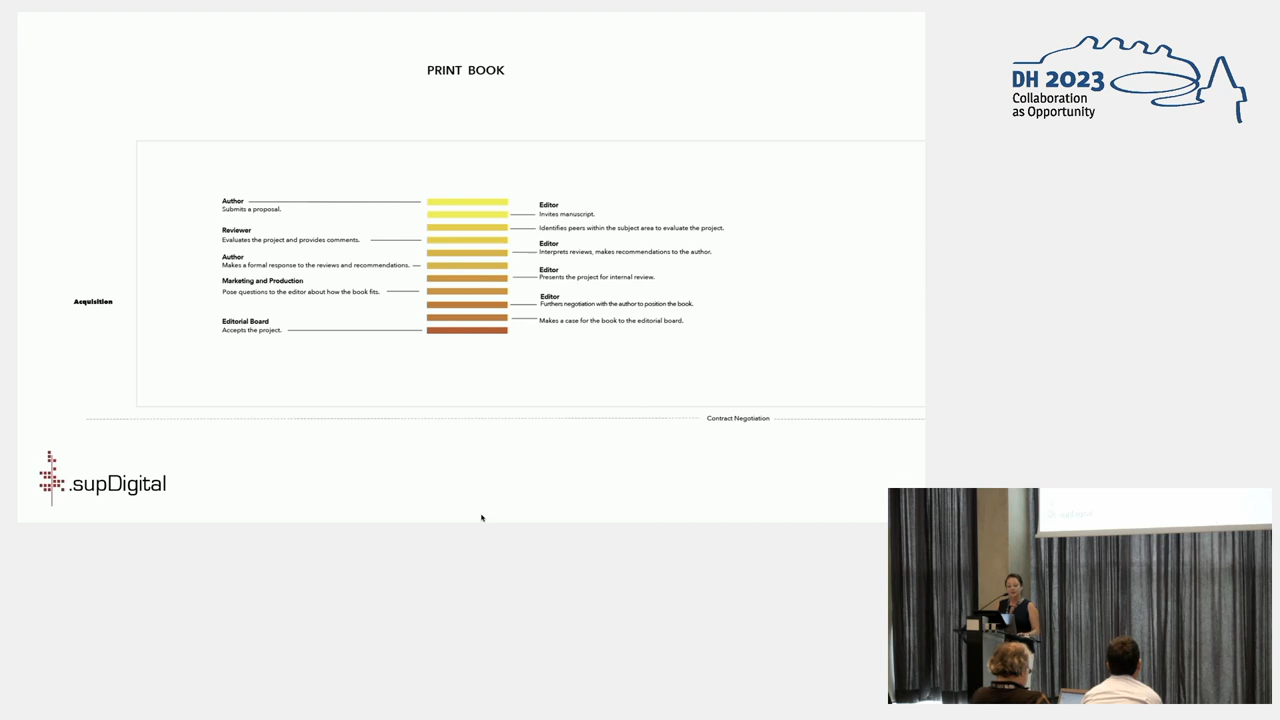 PRINT BOOK
DH 2023
Collaboration
as Opportunity
Author
Submits a proposal.
Editor
Invites manuscript.
Identifies peers within the subject area to evaluate the project.
Reviewer
Evaluates the project and provides comments.
Editor
Interprets reviews, makes recommendations to the author.
Author
Makes a formal response to the reviews and recommendations.
Editor
Presents the project for internal review.
Marketing and Production
Pose questions to the editor about how the book fits.
Editor
Furthers negotiation with the author to position the book.
Acquisition
Makes a case for the book to the editorial board.
Editorial Board
Accepts the project.
Contract Negotiation
.supDigital